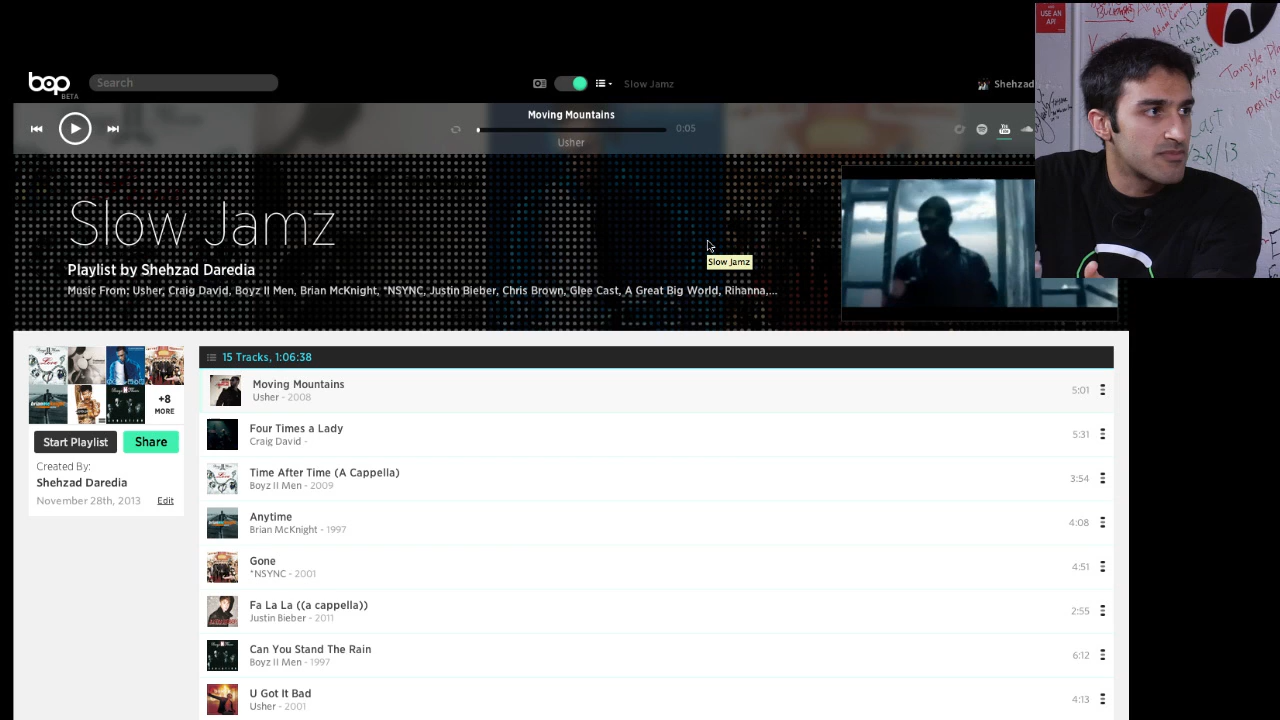 USE AN
API
bop
BETA
Search
Slow Jamz
Shehzad
Moving Mountains
0:05
Usher
You
Tube
Slow Jamz
Playlist by Shehzad Daredia
Slow Jamz
Music From: Usher, Craig David, Boyz II Men, Brian McKnight, *NSYNC, Justin Bieber, Chris Brown, Glee Cast, A Great Big World, Rihanna,...
15 Tracks, 1:06:38
+8
MORE
Start Playlist
Share
Created By:
Shehzad Daredia
November 28th, 2013
Edit
Moving Mountains
Usher - 2008
5:01
Four Times a Lady
Craig David -
5:31
Time After Time (A Cappella)
Boyz II Men - 2009
3:54
Anytime
Brian McKnight - 1997
4:08
Gone
*NSYNC - 2001
4:51
Fa La La ((a cappella))
Justin Bieber - 2011
2:55
Can You Stand The Rain
Boyz II Men - 1997
6:12
U Got It Bad
Usher - 2001
4:13